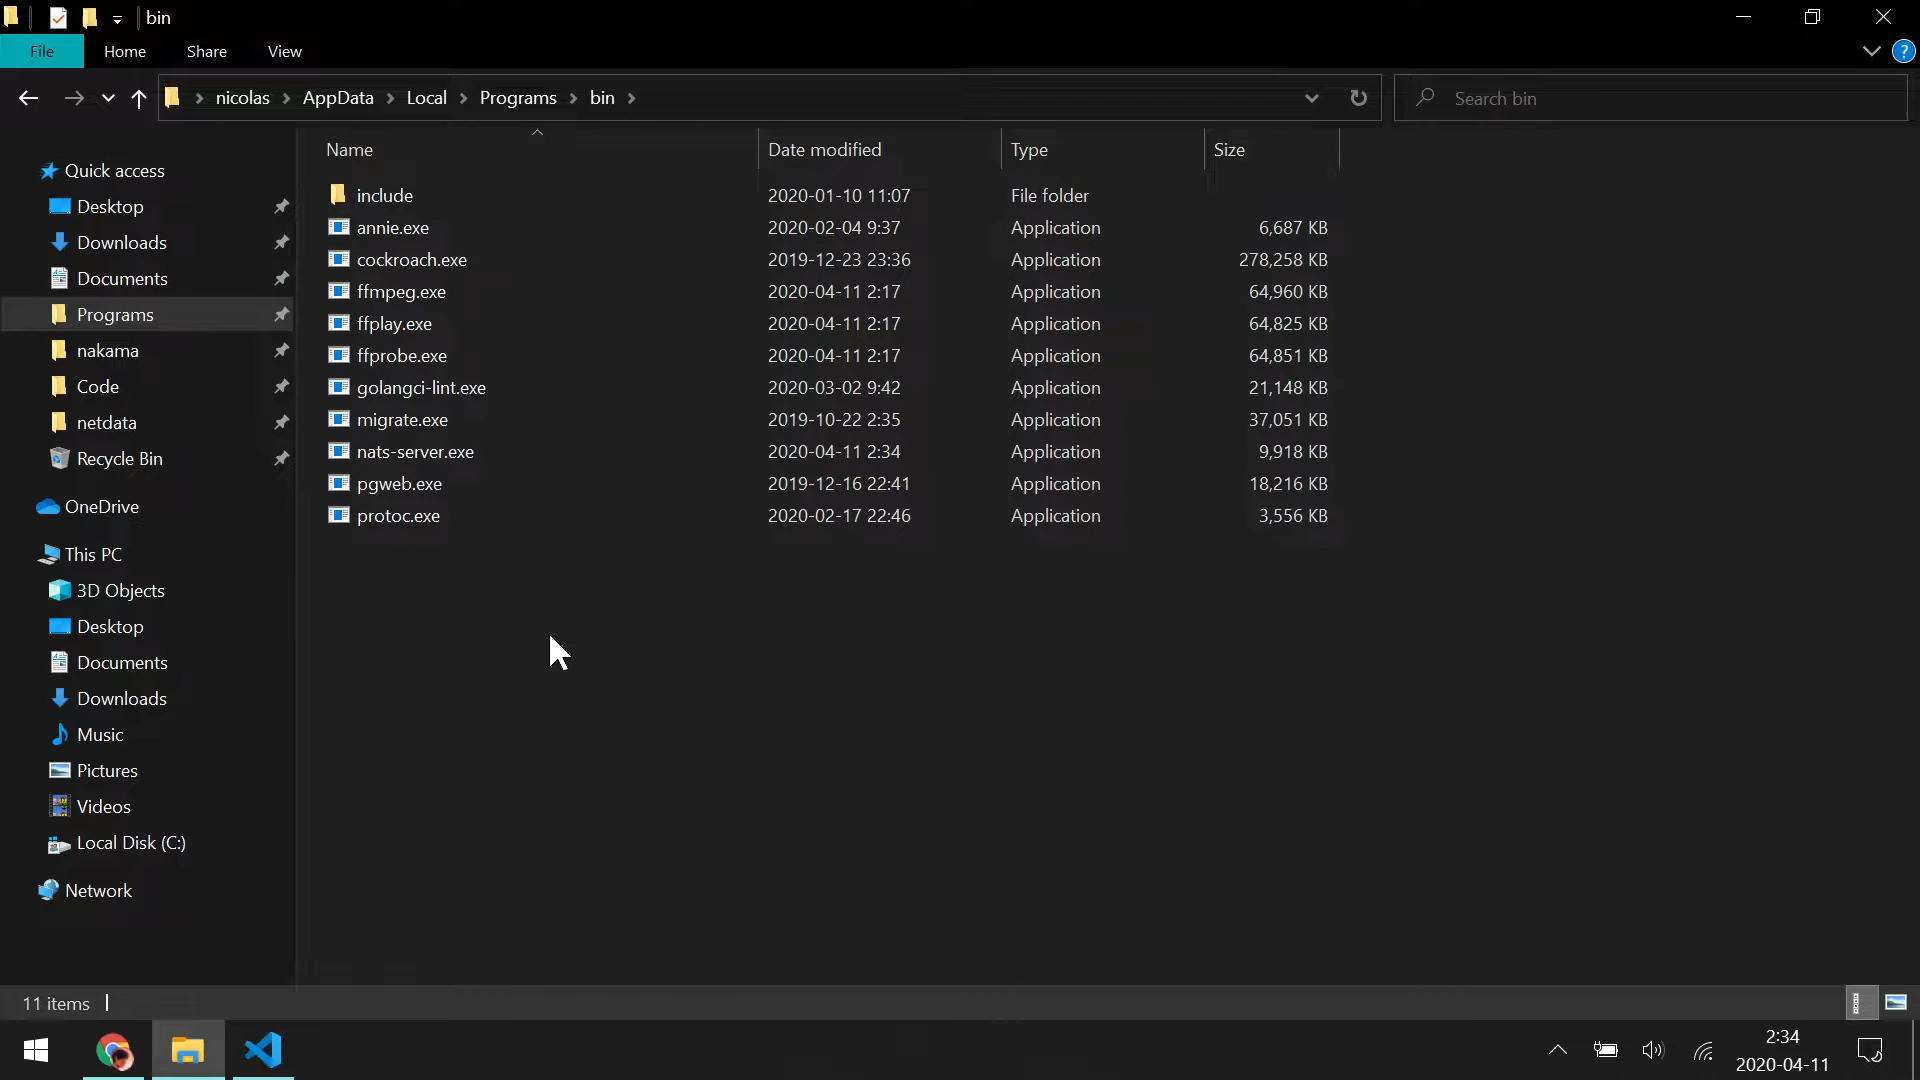 bin
File Home Share View
nicolas AppData Local Programs bin Search bin
Name Date modified Type Size
Quick access
Desktop
Downloads
Documents
Programs
nakama
Code
netdata
Recycle Bin
OneDrive
This PC
3D Objects
Desktop
Documents
Downloads
Music
Pictures
Videos
Local Disk (C:)
Network
include 2020-01-10 11:07 File folder
annie.exe 2020-02-04 9:37 Application 6,687 KB
cockroach.exe 2019-12-23 23:36 Application 278,258 KB
ffmpeg.exe 2020-04-11 2:17 Application 64,960 KB
ffplay.exe 2020-04-11 2:17 Application 64,825 KB
ffprobe.exe 2020-04-11 2:17 Application 64,851 KB
golangci-lint.exe 2020-03-02 9:42 Application 21,148 KB
migrate.exe 2019-10-22 2:35 Application 37,051 KB
nats-server.exe 2020-04-11 2:34 Application 9,918 KB
pgweb.exe 2019-12-16 22:41 Application 18,216 KB
protoc.exe 2020-02-17 22:46 Application 3,556 KB
11 items
2:34
2020-04-11